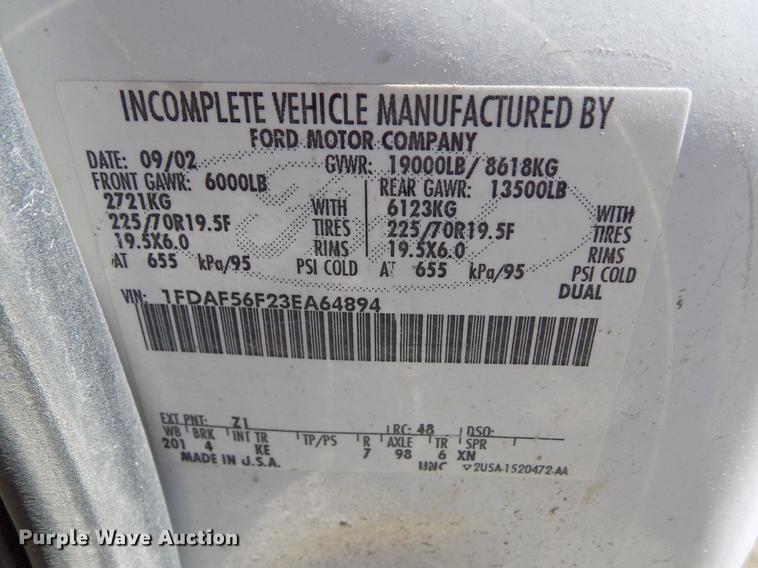 INCOMPLETE VEHICLE MANUFACTURED BY
FORD MOTOR COMPANY
DATE: 09/02 GVWR: 19000LB/ 8618KG
FRONT GAWR: 6000LB REAR GAWR: 13500LB
2721KG WITH 6123KG WITH
225/70R19.5F TIRES 225/70R19.5F TIRES
19.5X6.0 RIMS 19.5X6.0 RIMS
AT 655 kPa/95 PSI COLD AT 655 kPa/95 PSI COLD
DUAL
VIN: 1FDAF56F23EA64894
EXT PNT: Z1 RC: 48 DSO:
WB BRK INT TR TP/PS R AXLE TR SPR
201 4 KE 7 98 6 XN
MADE IN U.S.A. UNC 2U5A-1520472-AA
Purple Wave Auction